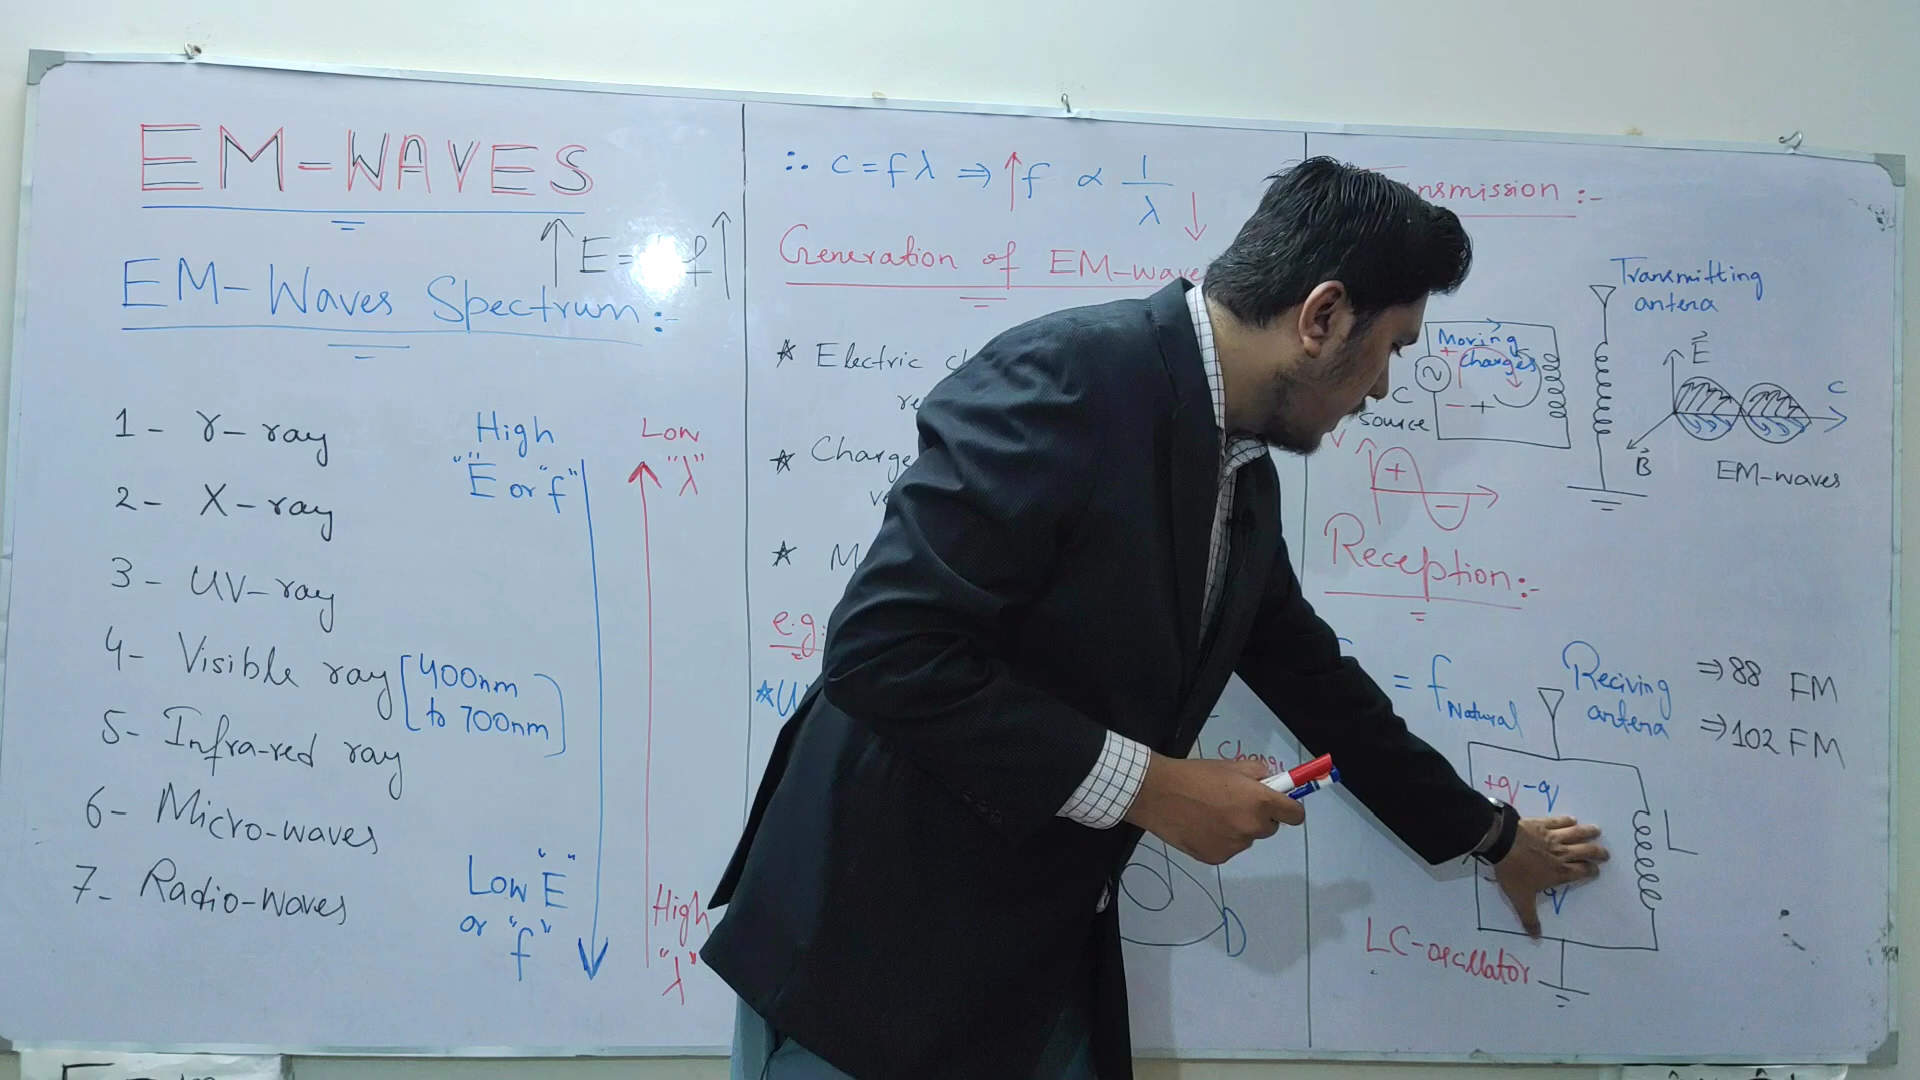 EM-WAVES
E = f
EM-Waves Spectrum:-
1- γ-ray
2- X-ray
3- UV-ray
4- Visible ray [400nm
to 700nm]
5- Infra-red ray
6- Micro-waves
7- Radio-waves
High
"E" or "f"
Low "E"
or "f"
Low
"λ"
High
"λ"
∴ c = fλ ⇒ ↑f ∝ 1/λ ↓
Generation of EM-wave
★ Electric
★ Charge
★ M
e.g:
★ U
Charge
nsmission :-
Transmitting
antena
Moving
charges
+
- +
~
C
source
V
+
-
E
B
C
EM-waves
Reception:-
= f Natural
Reciving
antena
⇒ 88 FM
⇒ 102 FM
+q -q
q
L
LC-oscillator